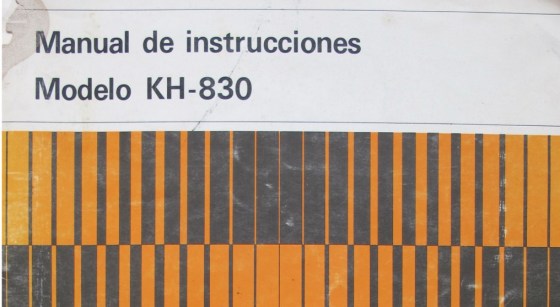 Manual de instrucciones
Modelo KH-830